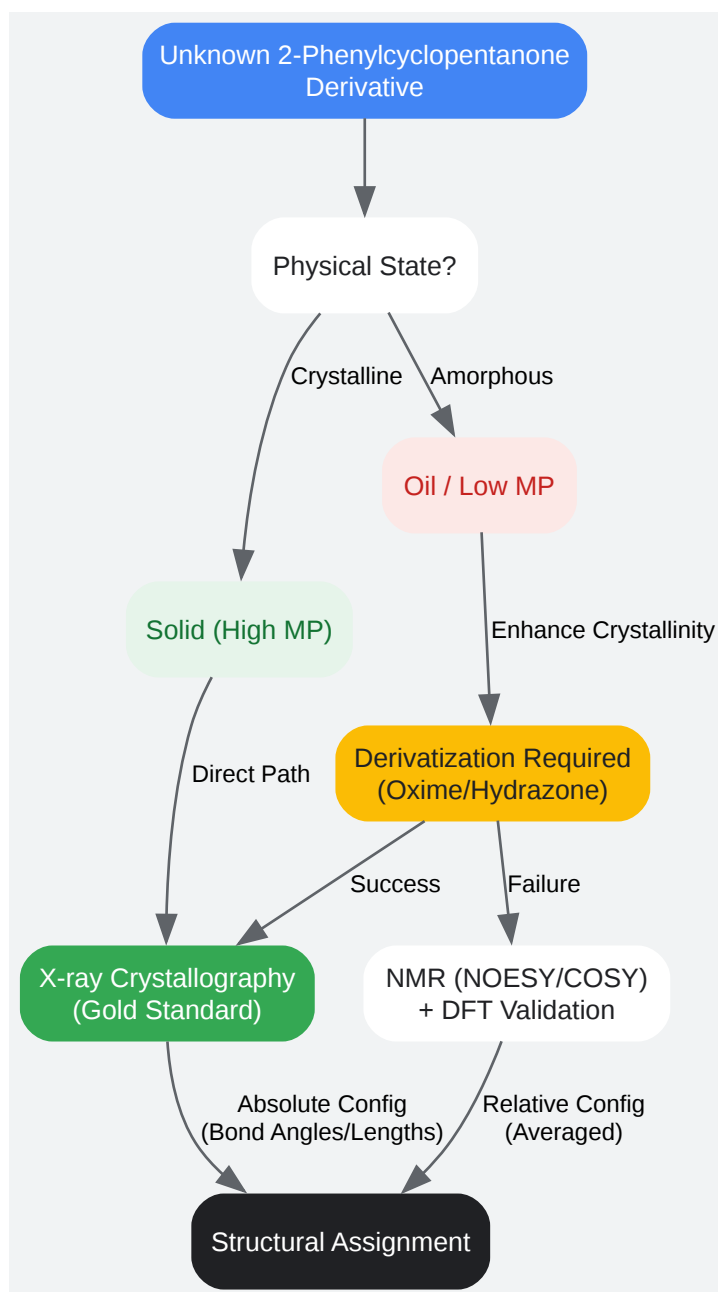 Unknown 2-Phenylcyclopentanone
Derivative
Physical State?
Crystalline
Amorphous
Oil / Low MP
Solid (High MP)
Enhance Crystallinity
Derivatization Required
(Oxime/Hydrazone)
Direct Path
Success
Failure
X-ray Crystallography
(Gold Standard)
NMR (NOESY/COSY)
+ DFT Validation
Absolute Config
(Bond Angles/Lengths)
Relative Config
(Averaged)
Structural Assignment